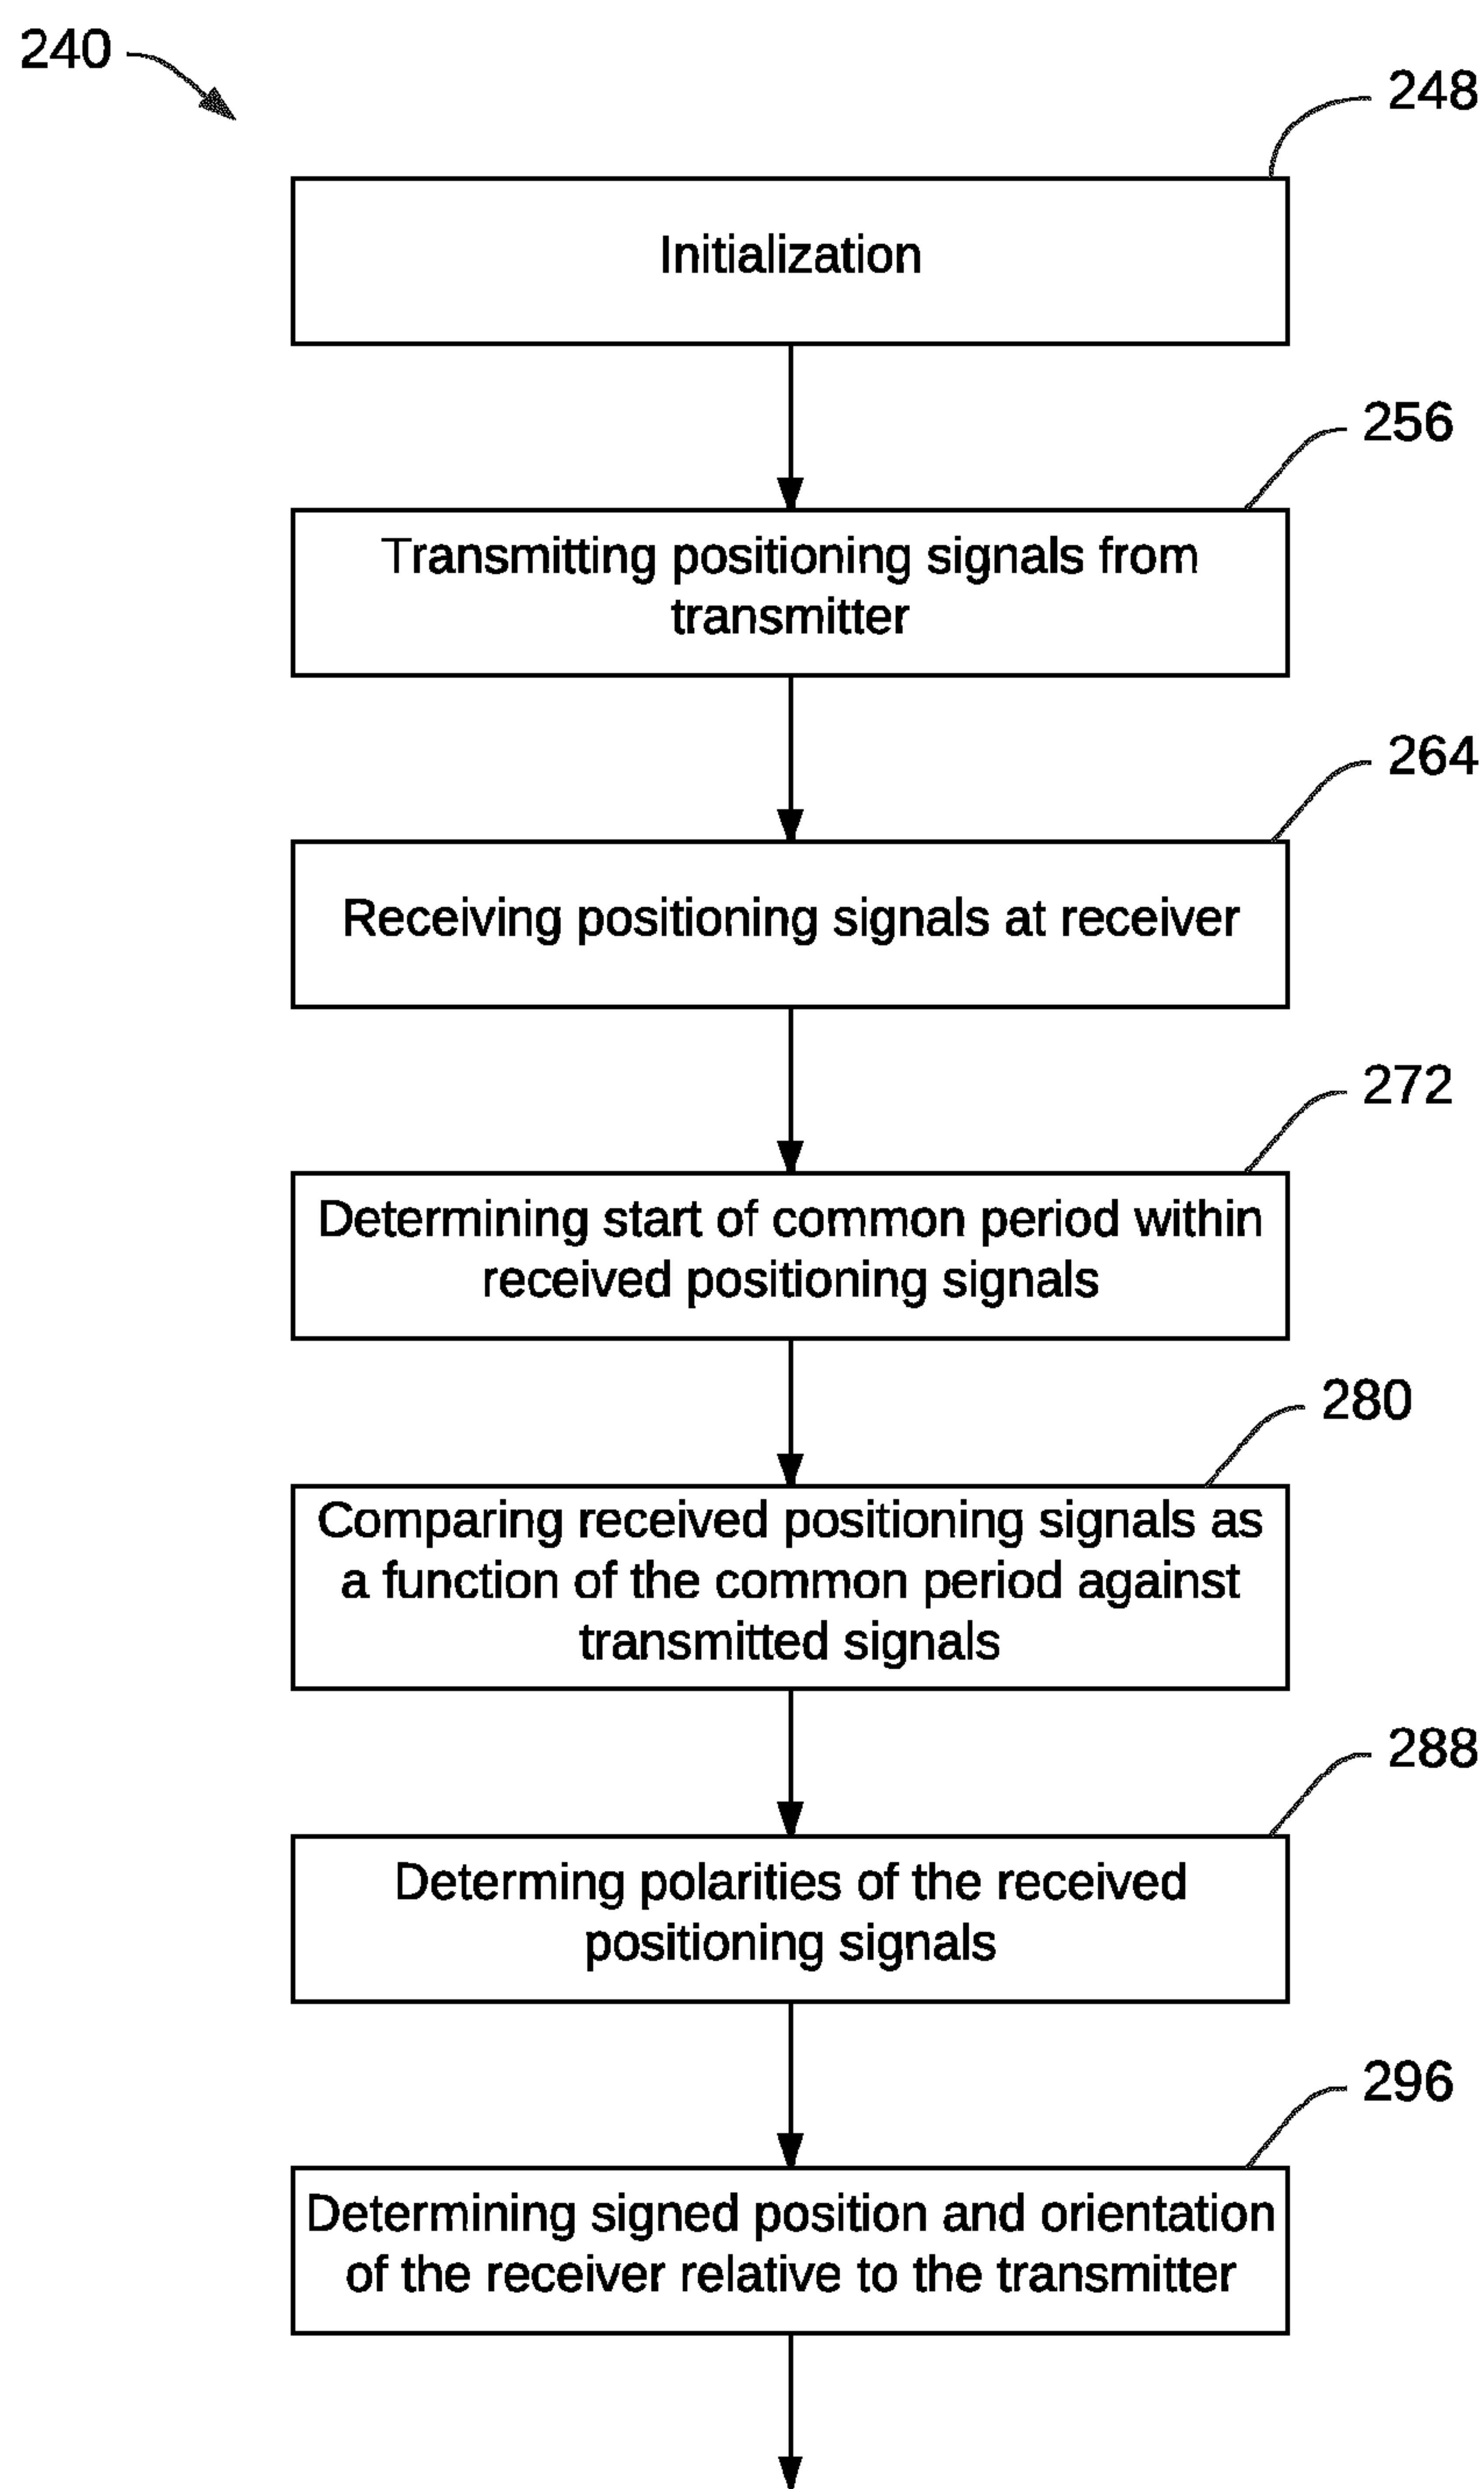 240
248
Initialization
256
Transmitting positioning signals from
transmitter
264
Receiving positioning signals at receiver
272
Determining start of common period within
received positioning signals
280
Comparing received positioning signals as
a function of the common period against
transmitted signals
288
Determing polarities of the received
positioning signals
296
Determining signed position and orientation
of the receiver relative to the transmitter